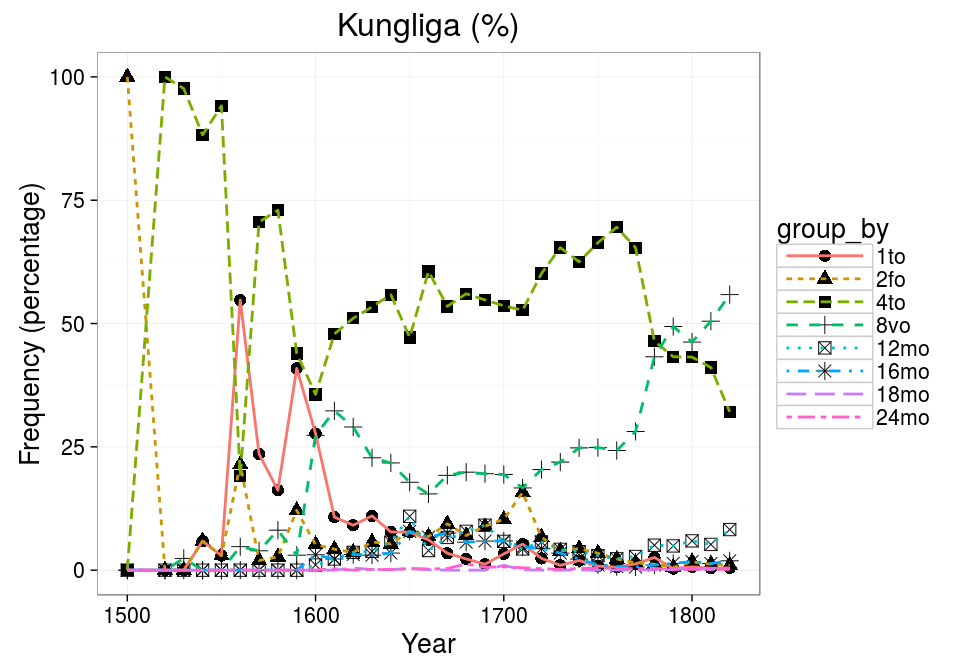 Kungliga (%)
Frequency (percentage)
100
75
50
25
0
1500 1600 1700 1800
Year
group_by
1to
2fo
4to
8vo
12mo
16mo
18mo
24mo